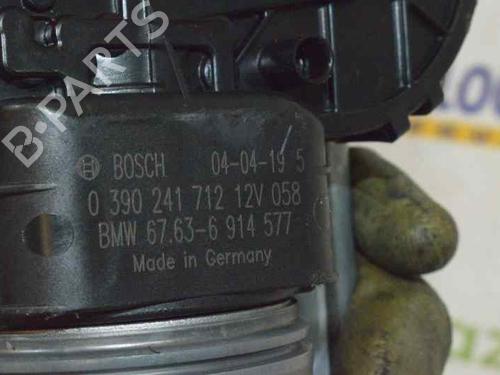 B-PARTS
BOSCH 04-04-19 5
0 390 241 712 12V 058
BMW 67.63-6 914 577
Made in Germany